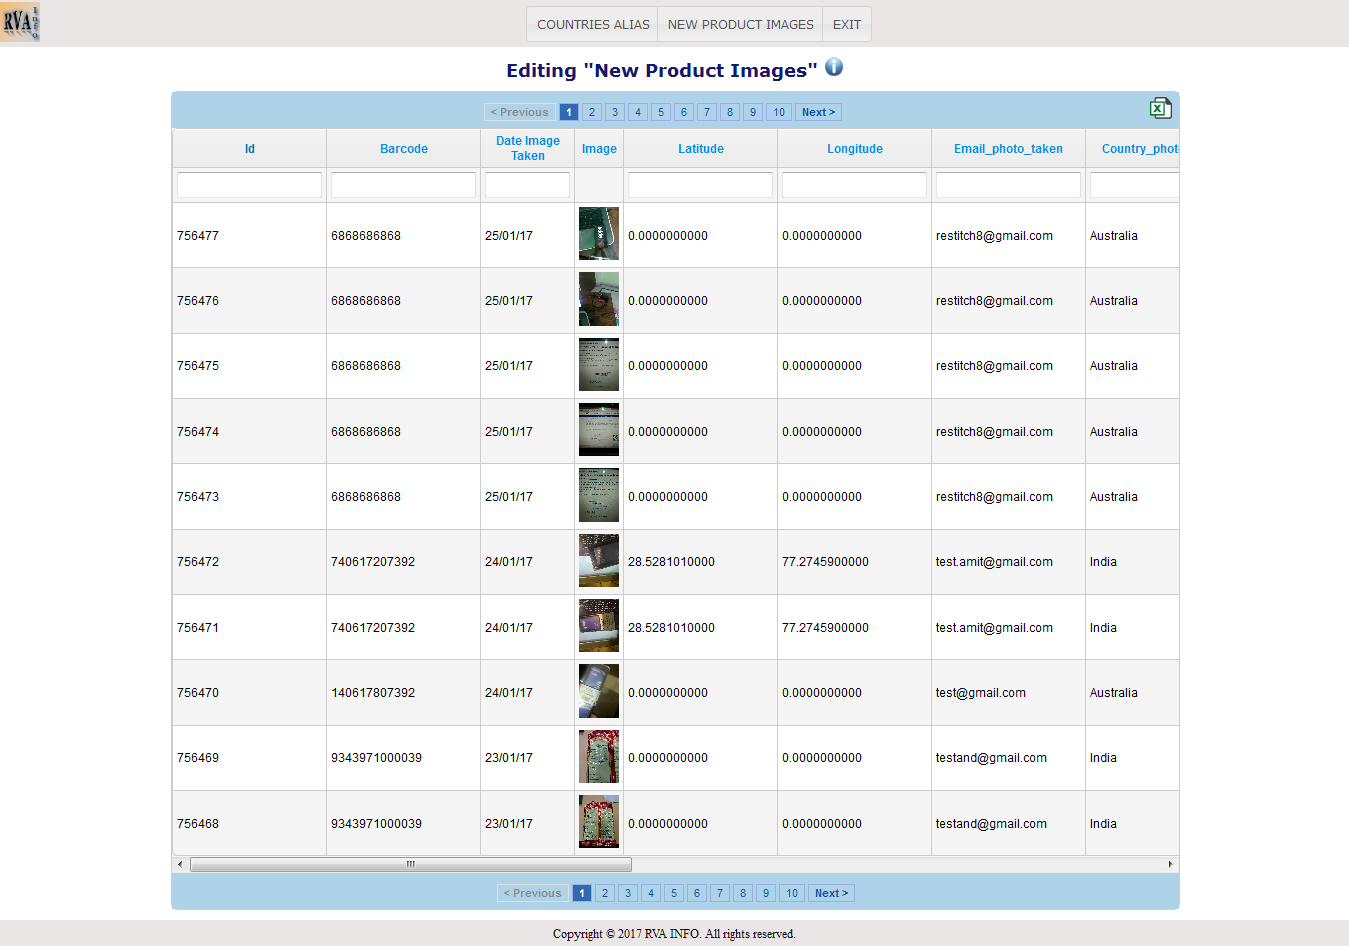 RVA Info
COUNTRIES ALIAS NEW PRODUCT IMAGES EXIT
Editing "New Product Images" i
< Previous 1 2 3 4 5 6 7 8 9 10 Next >
Id Barcode Date Image Taken Image Latitude Longitude Email_photo_taken Country_phot
756477 6868686868 25/01/17 0.0000000000 0.0000000000 restitch8@gmail.com Australia
756476 6868686868 25/01/17 0.0000000000 0.0000000000 restitch8@gmail.com Australia
756475 6868686868 25/01/17 0.0000000000 0.0000000000 restitch8@gmail.com Australia
756474 6868686868 25/01/17 0.0000000000 0.0000000000 restitch8@gmail.com Australia
756473 6868686868 25/01/17 0.0000000000 0.0000000000 restitch8@gmail.com Australia
756472 740617207392 24/01/17 28.5281010000 77.2745900000 test.amit@gmail.com India
756471 740617207392 24/01/17 28.5281010000 77.2745900000 test.amit@gmail.com India
756470 140617807392 24/01/17 0.0000000000 0.0000000000 test@gmail.com Australia
756469 9343971000039 23/01/17 0.0000000000 0.0000000000 testand@gmail.com India
756468 9343971000039 23/01/17 0.0000000000 0.0000000000 testand@gmail.com India
< Previous 1 2 3 4 5 6 7 8 9 10 Next >
Copyright © 2017 RVA INFO. All rights reserved.